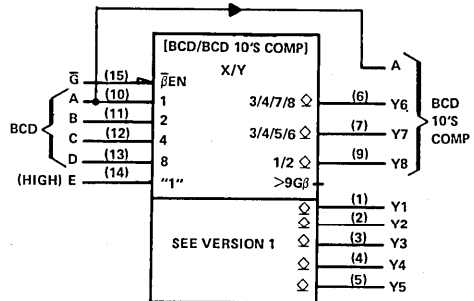 [BCD/BCD 10'S COMP]
X/Y
G̅ (15) β̅EN
A (10) 1
B (11) 2
C (12) 4
D (13) 8
BCD
(HIGH) E (14) "1"
A
3/4/7/8 ◇ (6) Y6
3/4/5/6 ◇ (7) Y7
1/2 ◇ (9) Y8
>9Gβ
BCD
10'S
COMP
SEE VERSION 1
◇ (1) Y1
◇ (2) Y2
◇ (3) Y3
◇ (4) Y4
◇ (5) Y5